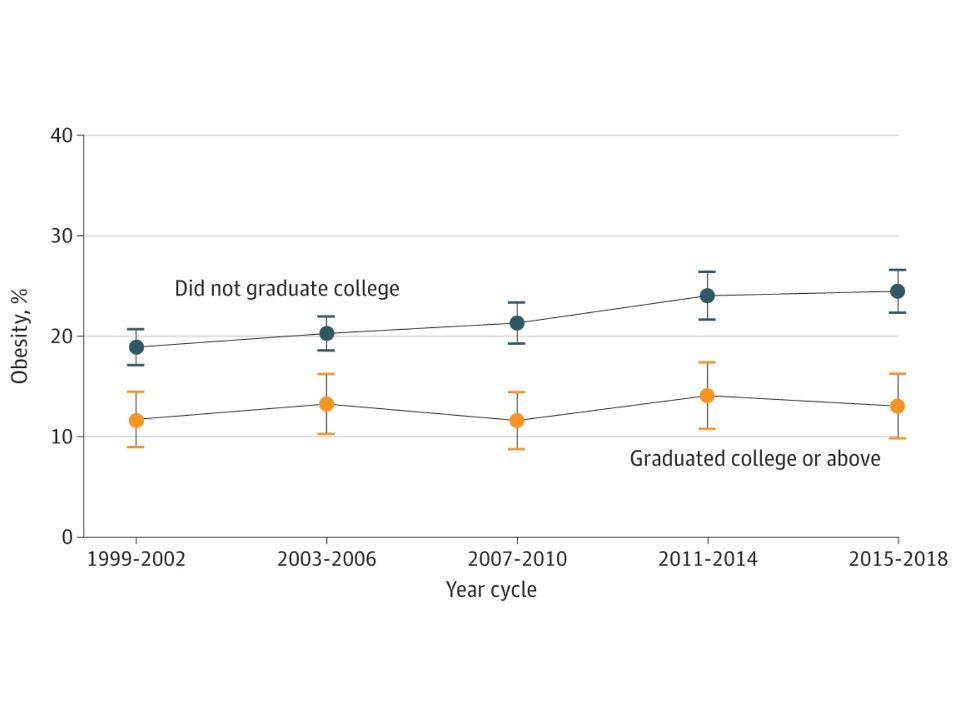 40
30
Did not graduate college
20
10
Graduated college or above
0
Obesity, %
1999-2002 2003-2006 2007-2010 2011-2014 2015-2018
Year cycle